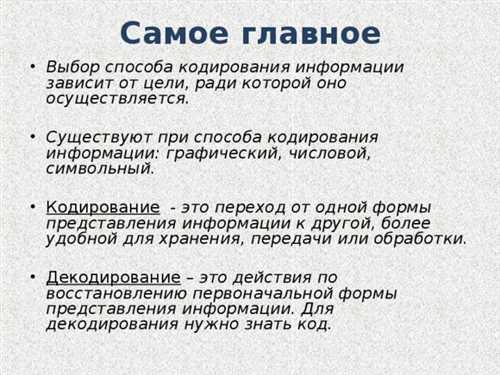 Самое главное
• Выбор способа кодирования информации
зависит от цели, ради которой оно
осуществляется.
• Существуют при способа кодирования
информации: графический, числовой,
символьный.
• Кодирование - это переход от одной формы
представления информации к другой, более
удобной для хранения, передачи или обработки.
• Декодирование – это действия по
восстановлению первоначальной формы
представления информации. Для
декодирования нужно знать код.